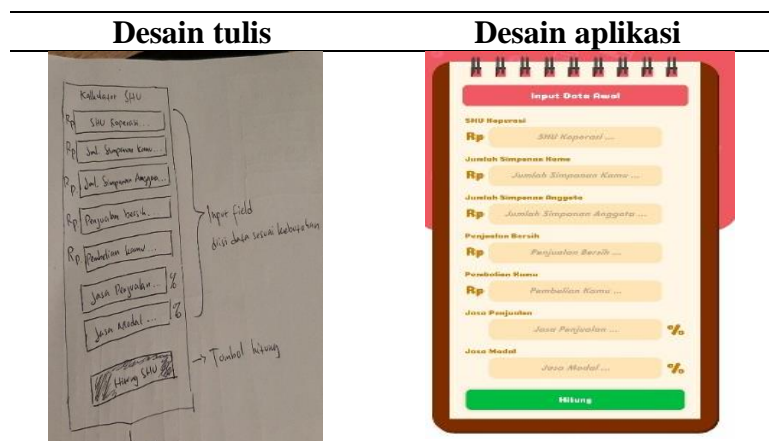 Desain tulis
Desain aplikasi
Kalkulator SHU
Rp SHU Koperasi...
Rp Jml. Simpanan Kamu...
Rp Jml. Simpanan Anggota...
Rp Penjualan bersih...
Rp Pembelian kamu...
Jasa Penjualan... %
Jasa Modal... %
Hitung SHU
Input field
diisi data sesuai kebutuhan
→ Tombol hitung
Input Data Awal
SHU Koperasi
Rp SHU Koperasi ...
Jumlah Simpanan Kamu
Rp Jumlah Simpanan Kamu ...
Jumlah Simpanan Anggota
Rp Jumlah Simpanan Anggota ...
Penjualan Bersih
Rp Penjualan Bersih ...
Pembelian Kamu
Rp Pembelian Kamu ...
Jasa Penjualan
Jasa Penjualan ... %
Jasa Modal
Jasa Modal ... %
Hitung